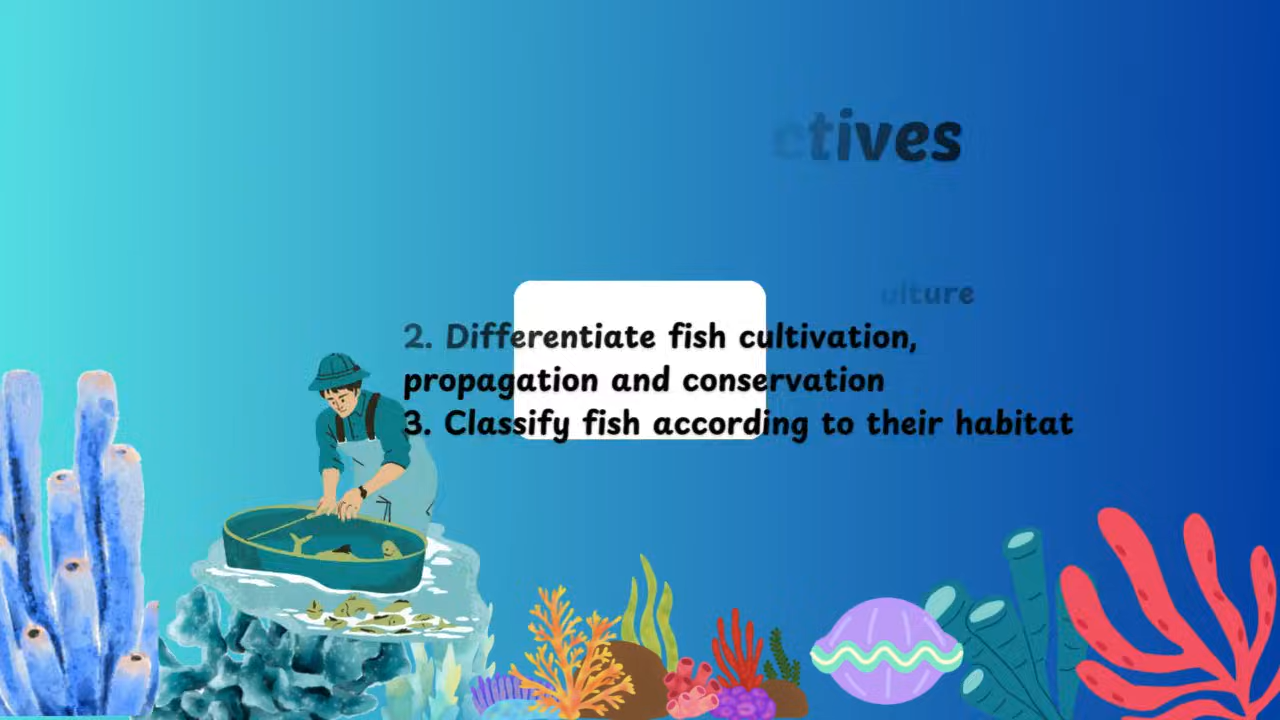 ctives
ulture
2. Differentiate fish cultivation,
propagation and conservation
3. Classify fish according to their habitat